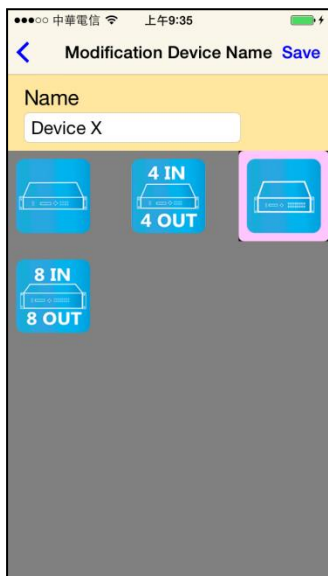 中華電信 上午9:35
Modification Device Name Save
Name
Device X
4 IN
4 OUT
8 IN
8 OUT